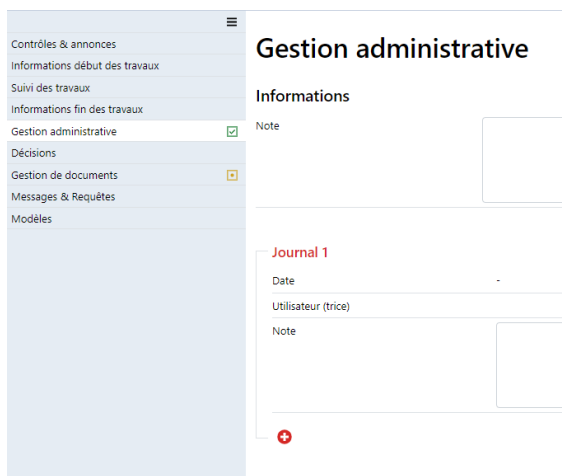 Contrôles & annonces
Informations début des travaux
Suivi des travaux
Informations fin des travaux
Gestion administrative
Décisions
Gestion de documents
Messages & Requêtes
Modèles
Gestion administrative
Informations
Note
Journal 1
Date -
Utilisateur (trice)
Note